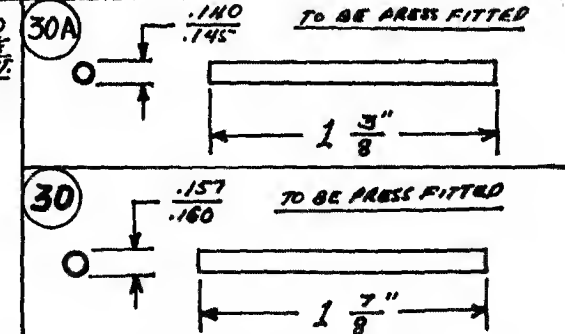 30A
.140
.145
TO BE PRESS FITTED
1 3/8"
30
.157
.160
TO BE PRESS FITTED
1 7/8"